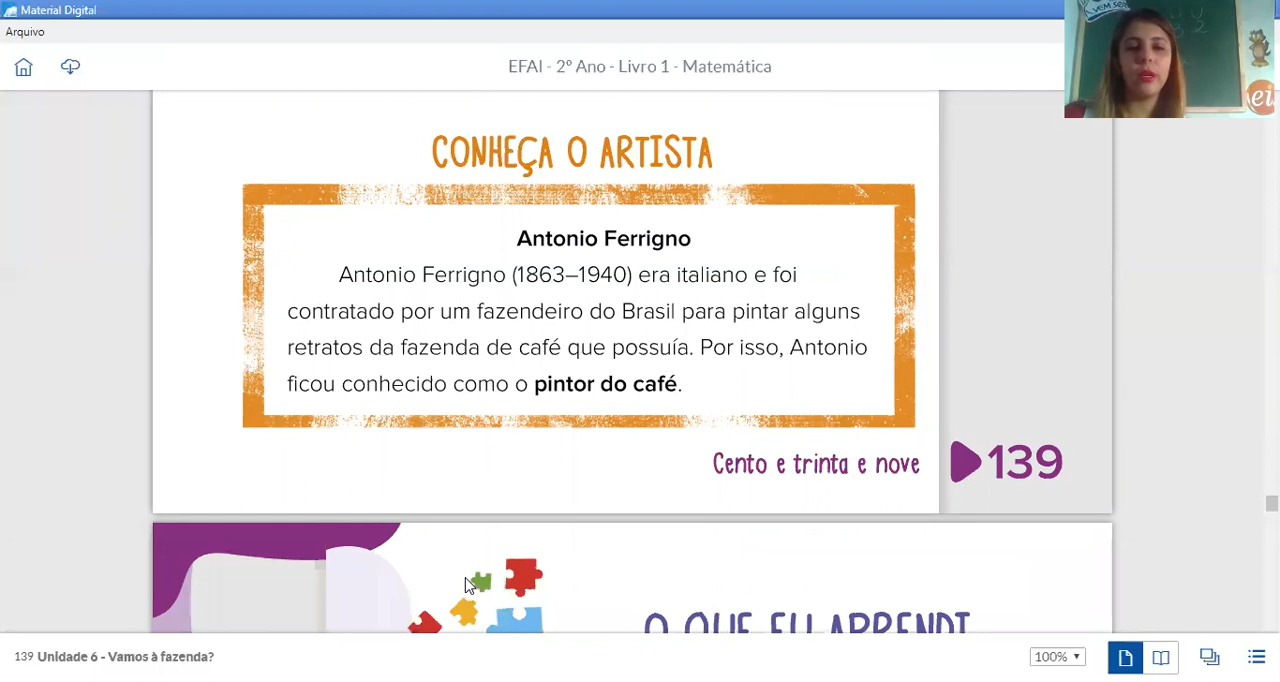 Material Digital
Arquivo
EFAI - 2º Ano - Livro 1 - Matemática
VEM SER
CONHEÇA O ARTISTA
Antonio Ferrigno
Antonio Ferrigno (1863–1940) era italiano e foi
contratado por um fazendeiro do Brasil para pintar alguns
retratos da fazenda de café que possuía. Por isso, Antonio
ficou conhecido como o pintor do café.
Cento e trinta e nove
139
O QUE EU APRENDI
139 Unidade 6 - Vamos à fazenda?
100%